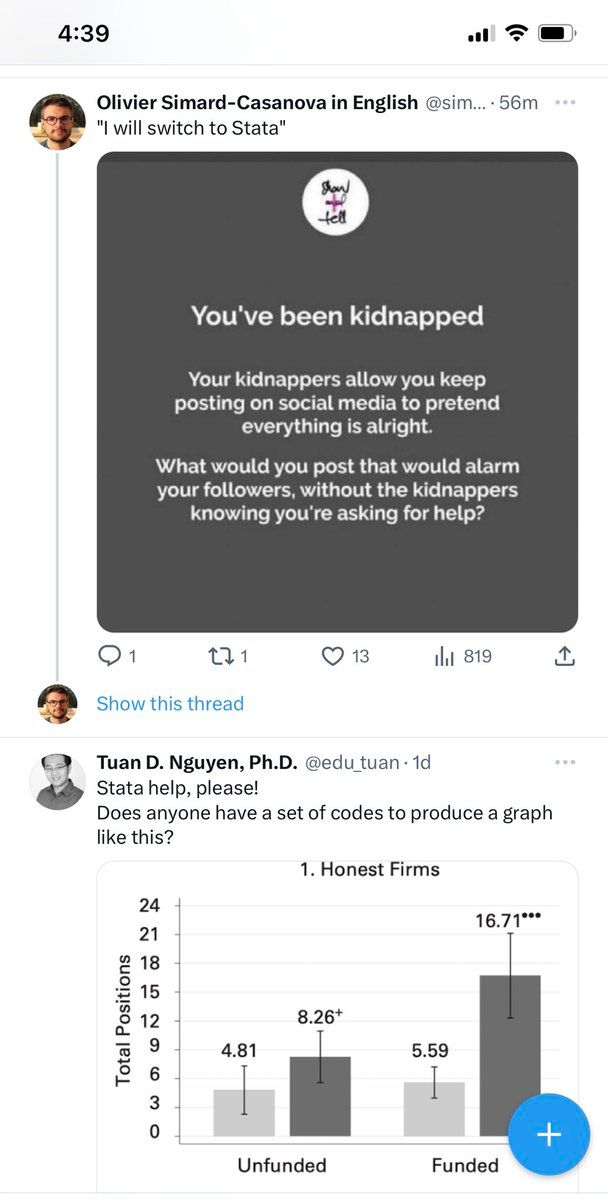 4:39
Olivier Simard-Casanova in English @sim... · 56m
"I will switch to Stata"
Show
and
tell
You've been kidnapped
Your kidnappers allow you keep
posting on social media to pretend
everything is alright.
What would you post that would alarm
your followers, without the kidnappers
knowing you're asking for help?
1 1 13 819
Show this thread
Tuan D. Nguyen, Ph.D. @edu_tuan · 1d
Stata help, please!
Does anyone have a set of codes to produce a graph
like this?
1. Honest Firms
Total Positions
24
21
18
15
12
9
6
3
0
4.81
8.26+
5.59
16.71•••
Unfunded
Funded